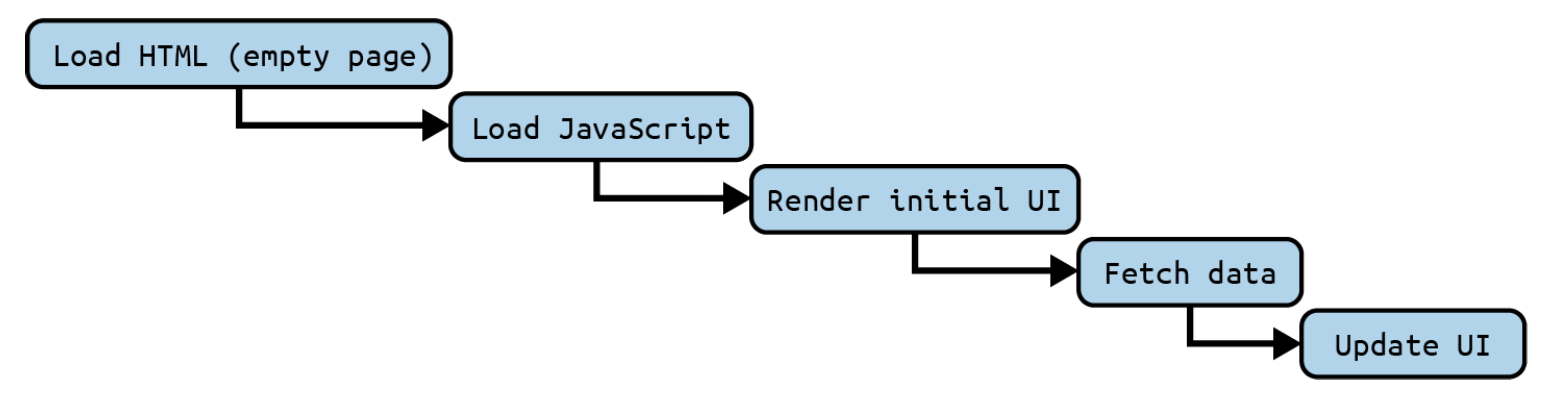 Load HTML (empty page)
Load JavaScript
Render initial UI
Fetch data
Update UI